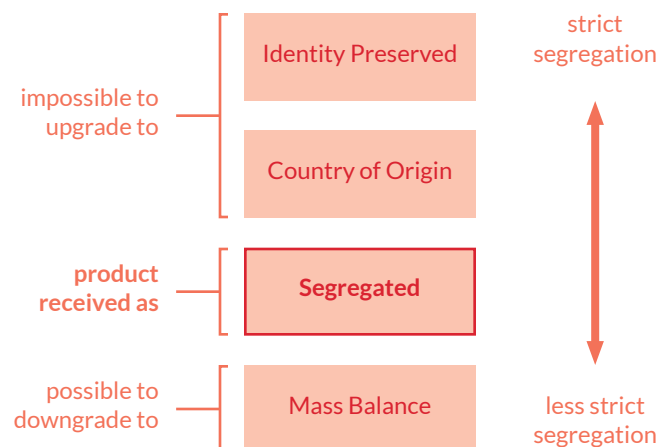 Identity Preserved
strict
segregation
impossible to
upgrade to
Country of Origin
product
received as
Segregated
possible to
downgrade to
Mass Balance
less strict
segregation